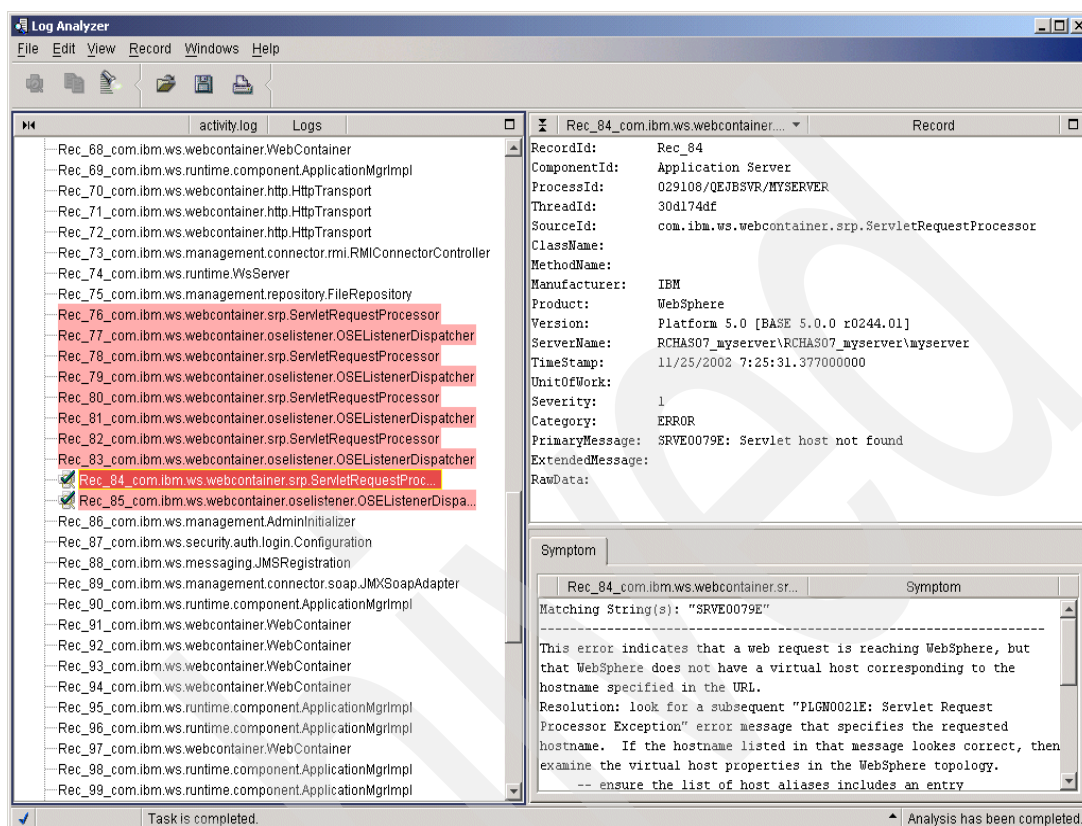 Log Analyzer
File Edit View Record Windows Help
activity.log Logs
Rec_68_com.ibm.ws.webcontainer.WebContainer
Rec_69_com.ibm.ws.runtime.component.ApplicationMgrImpl
Rec_70_com.ibm.ws.webcontainer.http.HttpTransport
Rec_71_com.ibm.ws.webcontainer.http.HttpTransport
Rec_72_com.ibm.ws.webcontainer.http.HttpTransport
Rec_73_com.ibm.ws.management.connector.rmi.RMIConnectorController
Rec_74_com.ibm.ws.runtime.WsServer
Rec_75_com.ibm.ws.management.repository.FileRepository
Rec_76_com.ibm.ws.webcontainer.srp.ServletRequestProcessor
Rec_77_com.ibm.ws.webcontainer.oselistener.OSEListenerDispatcher
Rec_78_com.ibm.ws.webcontainer.srp.ServletRequestProcessor
Rec_79_com.ibm.ws.webcontainer.oselistener.OSEListenerDispatcher
Rec_80_com.ibm.ws.webcontainer.srp.ServletRequestProcessor
Rec_81_com.ibm.ws.webcontainer.oselistener.OSEListenerDispatcher
Rec_82_com.ibm.ws.webcontainer.srp.ServletRequestProcessor
Rec_83_com.ibm.ws.webcontainer.oselistener.OSEListenerDispatcher
Rec_84_com.ibm.ws.webcontainer.srp.ServletRequestProc...
Rec_85_com.ibm.ws.webcontainer.oselistener.OSEListenerDispa...
Rec_86_com.ibm.ws.management.AdminInitializer
Rec_87_com.ibm.ws.security.auth.login.Configuration
Rec_88_com.ibm.ws.messaging.JMSRegistration
Rec_89_com.ibm.ws.management.connector.soap.JMXSoapAdapter
Rec_90_com.ibm.ws.runtime.component.ApplicationMgrImpl
Rec_91_com.ibm.ws.webcontainer.WebContainer
Rec_92_com.ibm.ws.webcontainer.WebContainer
Rec_93_com.ibm.ws.webcontainer.WebContainer
Rec_94_com.ibm.ws.webcontainer.WebContainer
Rec_95_com.ibm.ws.runtime.component.ApplicationMgrImpl
Rec_96_com.ibm.ws.runtime.component.ApplicationMgrImpl
Rec_97_com.ibm.ws.webcontainer.WebContainer
Rec_98_com.ibm.ws.runtime.component.ApplicationMgrImpl
Rec_99_com.ibm.ws.runtime.component.ApplicationMgrImpl
Rec_84_com.ibm.ws.webcontainer.... Record
RecordId: Rec_84
ComponentId: Application Server
ProcessId: 029108/QEJBSVR/MYSERVER
ThreadId: 30d174df
SourceId: com.ibm.ws.webcontainer.srp.ServletRequestProcessor
ClassName:
MethodName:
Manufacturer: IBM
Product: WebSphere
Version: Platform 5.0 [BASE 5.0.0 r0244.01]
ServerName: RCHAS07_myserver\RCHAS07_myserver\myserver
TimeStamp: 11/25/2002 7:25:31.377000000
UnitOfWork:
Severity: 1
Category: ERROR
PrimaryMessage: SRVE0079E: Servlet host not found
ExtendedMessage:
RawData:
Symptom
Rec_84_com.ibm.ws.webcontainer.sr... Symptom
Matching String(s): "SRVE0079E"
--------------------------------------------------------------------
This error indicates that a web request is reaching WebSphere, but
that WebSphere does not have a virtual host corresponding to the
hostname specified in the URL.
Resolution: look for a subsequent "PLGN0021E: Servlet Request
Processor Exception" error message that specifies the requested
hostname. If the hostname listed in that message lookes correct, then
examine the virtual host properties in the WebSphere topology.
-- ensure the list of host aliases includes an entry
Task is completed. Analysis has been completed.